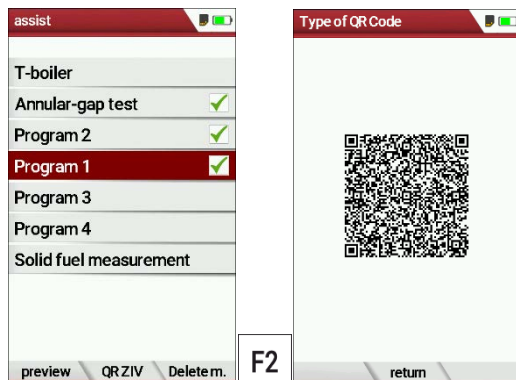 assist
T-boiler
Annular-gap test
Program 2
Program 1
Program 3
Program 4
Solid fuel measurement
preview QR ZIV Delete m.
F2
Type of QR Code
return